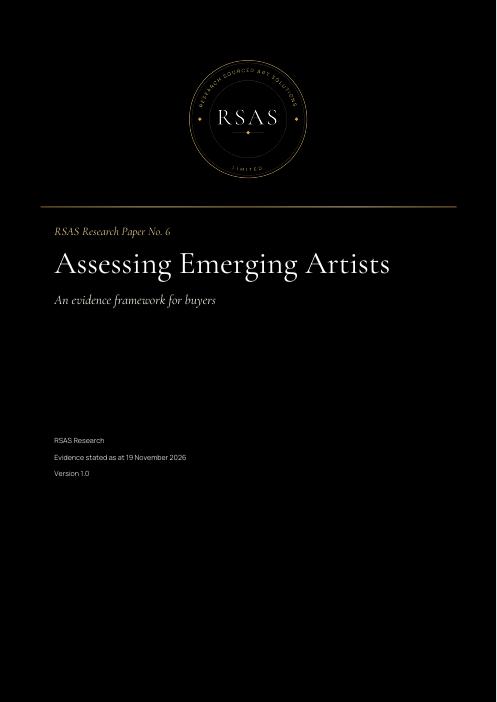 RESEARCH SOURCED ART SOLUTIONS
RSAS
LIMITED
RSAS Research Paper No. 6
Assessing Emerging Artists
An evidence framework for buyers
RSAS Research
Evidence stated as at 19 November 2026
Version 1.0